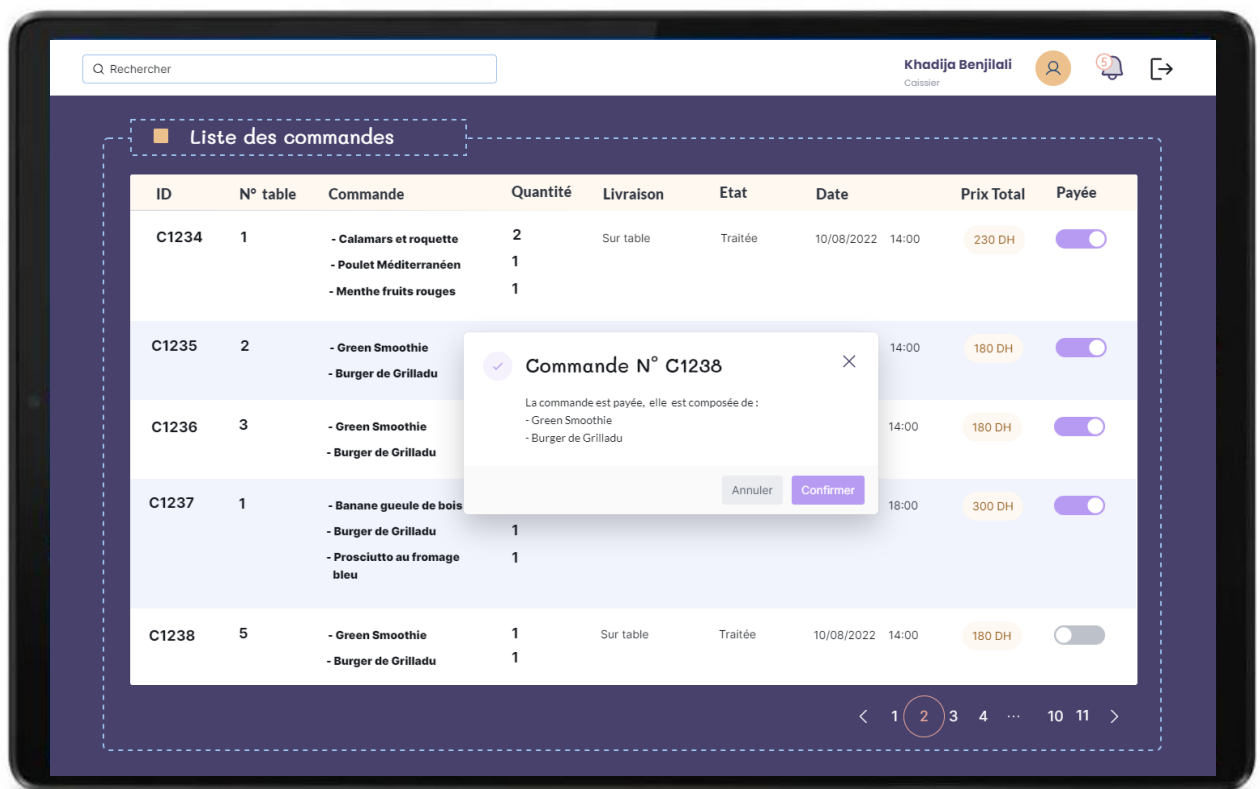 Rechercher
Khadija Benjilali
Caissier
5
Liste des commandes
ID N° table Commande Quantité Livraison Etat Date Prix Total Payée
C1234 1 - Calamars et roquette 2 Sur table Traitée 10/08/2022 14:00 230 DH
- Poulet Méditerranéen 1
- Menthe fruits rouges 1
C1235 2 - Green Smoothie 14:00 180 DH
- Burger de Grilladu
C1236 3 - Green Smoothie 14:00 180 DH
- Burger de Grilladu
C1237 1 - Banane gueule de bois 18:00 300 DH
- Burger de Grilladu 1
- Prosciutto au fromage 1
bleu
C1238 5 - Green Smoothie 1 Sur table Traitée 10/08/2022 14:00 180 DH
- Burger de Grilladu 1
Commande N° C1238
La commande est payée, elle est composée de :
- Green Smoothie
- Burger de Grilladu
Annuler Confirmer
1 2 3 4 ... 10 11